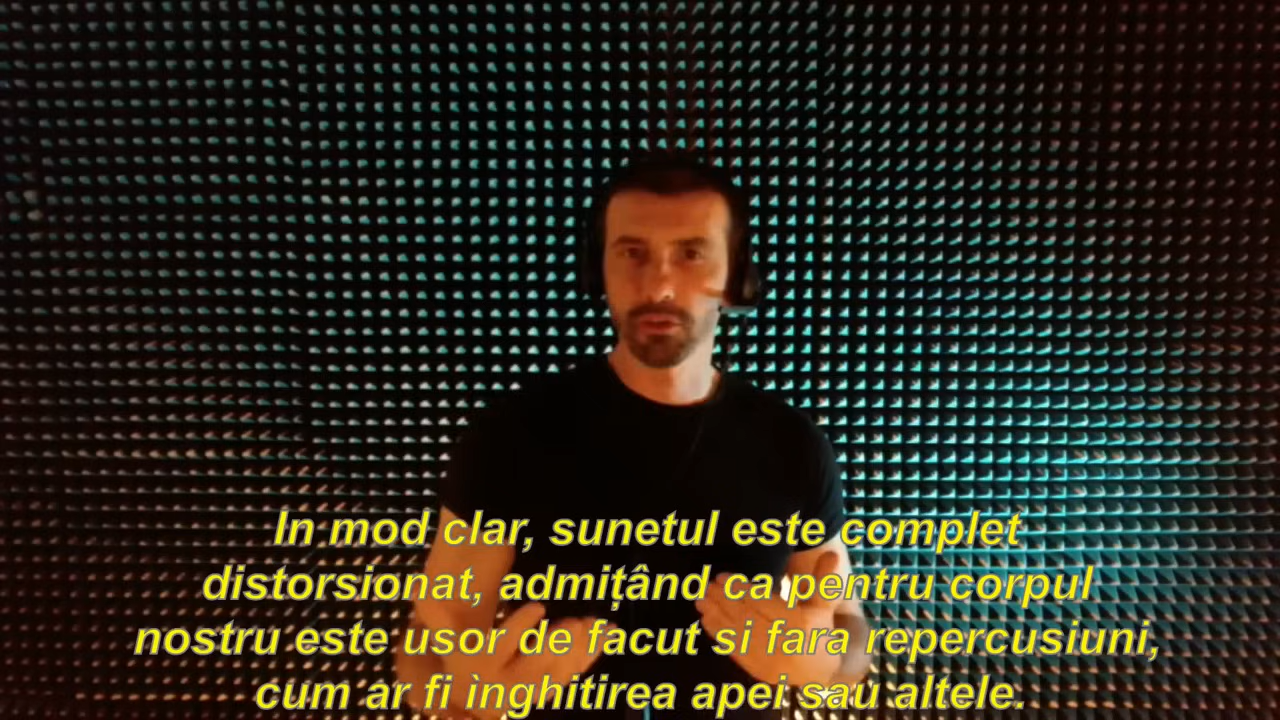 In mod clar, sunetul este complet
distorsionat, admițând ca pentru corpul
nostru este usor de facut si fara repercusiuni,
cum ar fi ìnghitirea apei sau altele.